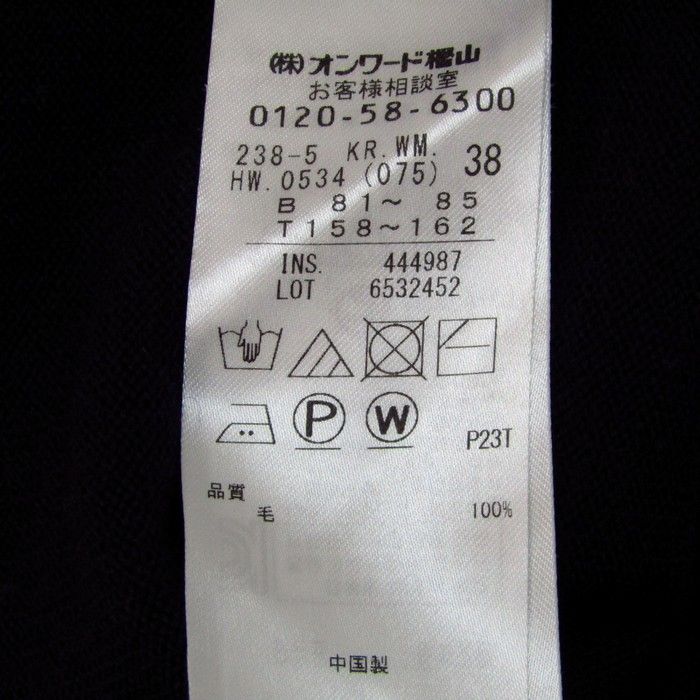 (株)オンワード樫山
お客様相談室
0120-58-6300
238-5 KR.WM. 38
HW.0534 (075)
B 81～ 85
T158～162
INS. 444987
LOT 6532452
P W P23T
品質
毛 100%
中国製